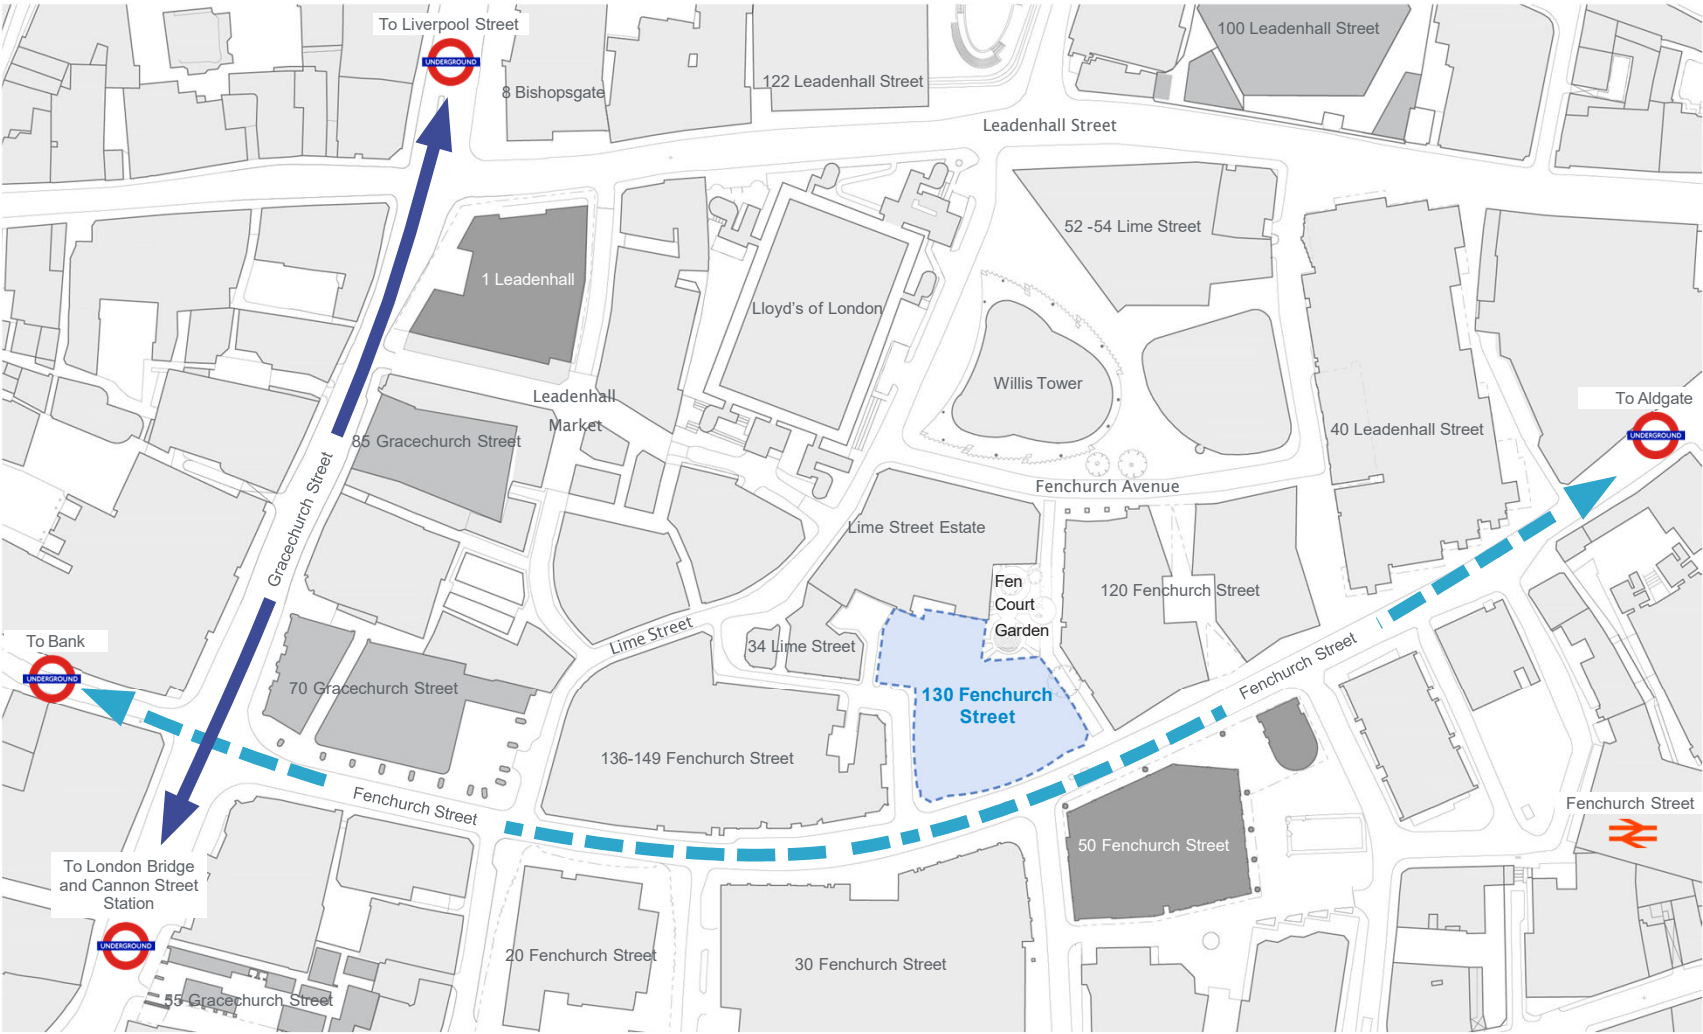 To Liverpool Street
UNDERGROUND
100 Leadenhall Street
122 Leadenhall Street
8 Bishopsgate
Leadenhall Street
52 -54 Lime Street
1 Leadenhall
Lloyd's of London
Willis Tower
Leadenhall
Market
To Aldgate
UNDERGROUND
85 Gracechurch Street
40 Leadenhall Street
Gracechurch Street
Fenchurch Avenue
Lime Street Estate
Fen
Court
Garden
120 Fenchurch Street
To Bank
UNDERGROUND
Lime Street
34 Lime Street
Fenchurch Street
70 Gracechurch Street
130 Fenchurch
Street
136-149 Fenchurch Street
Fenchurch Street
Fenchurch Street
50 Fenchurch Street
To London Bridge
and Cannon Street
Station
UNDERGROUND
20 Fenchurch Street
30 Fenchurch Street
55 Gracechurch Street